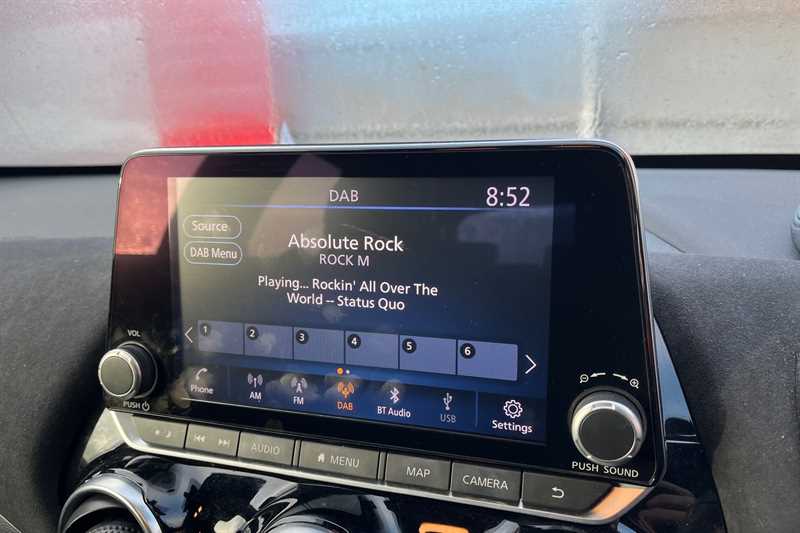 DAB
8:52
Source
DAB Menu
Absolute Rock
ROCK M
Playing... Rockin' All Over The
World -- Status Quo
1 2 3 4 5 6
Phone
AM
FM
DAB
BT Audio
USB
Settings
VOL
PUSH
AUDIO
MENU
MAP
CAMERA
PUSH SOUND